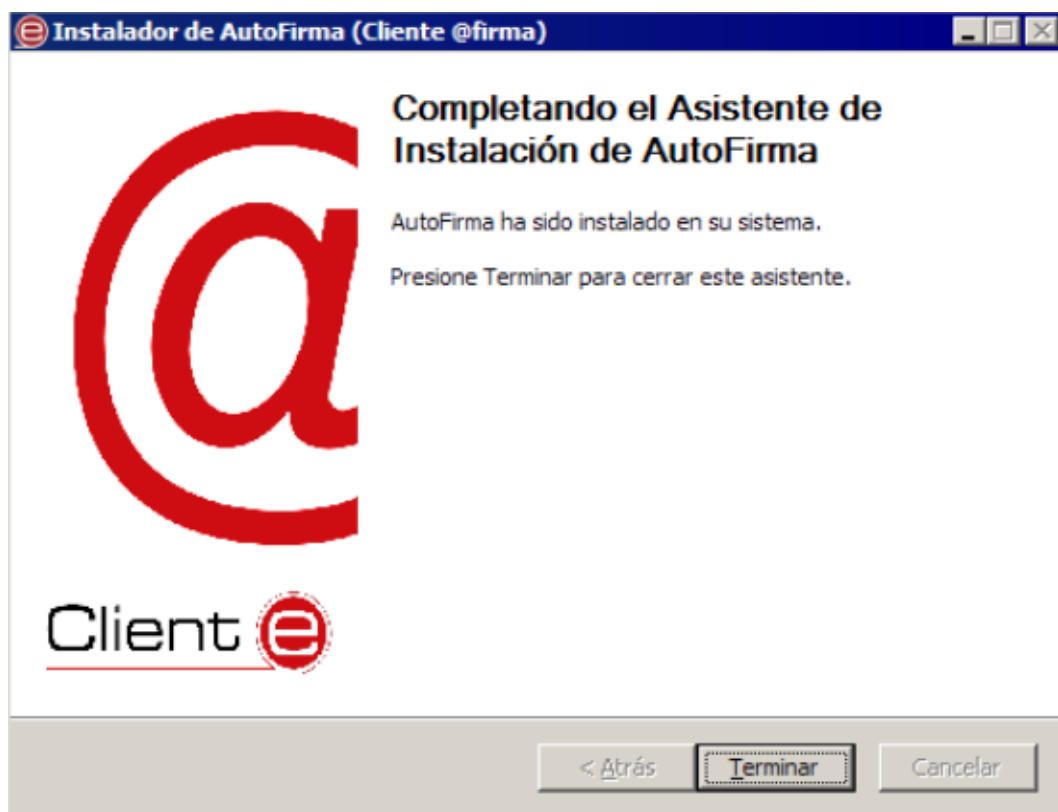 Instalador de AutoFirma (Cliente @firma)
Completando el Asistente de
Instalación de AutoFirma
AutoFirma ha sido instalado en su sistema.
Presione Terminar para cerrar este asistente.
@
Client e
< Atrás
Terminar
Cancelar